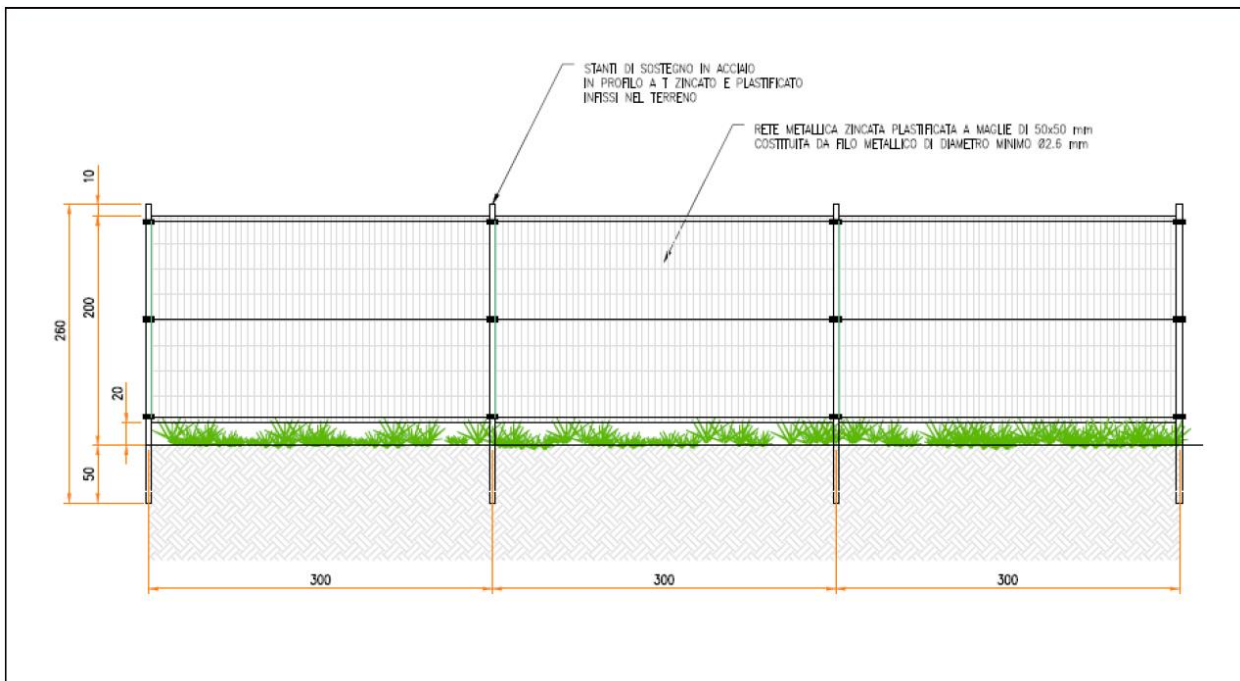 STANTI DI SOSTEGNO IN ACCIAIO
IN PROFILO A T ZINCATO E PLASTIFICATO
INFISSI NEL TERRENO
RETE METALLICA ZINCATA PLASTIFICATA A MAGLIE DI 50x50 mm
COSTITUITA DA FILO METALLICO DI DIAMETRO MINIMO Ø2.6 mm
10
200
260
20
50
300
300
300